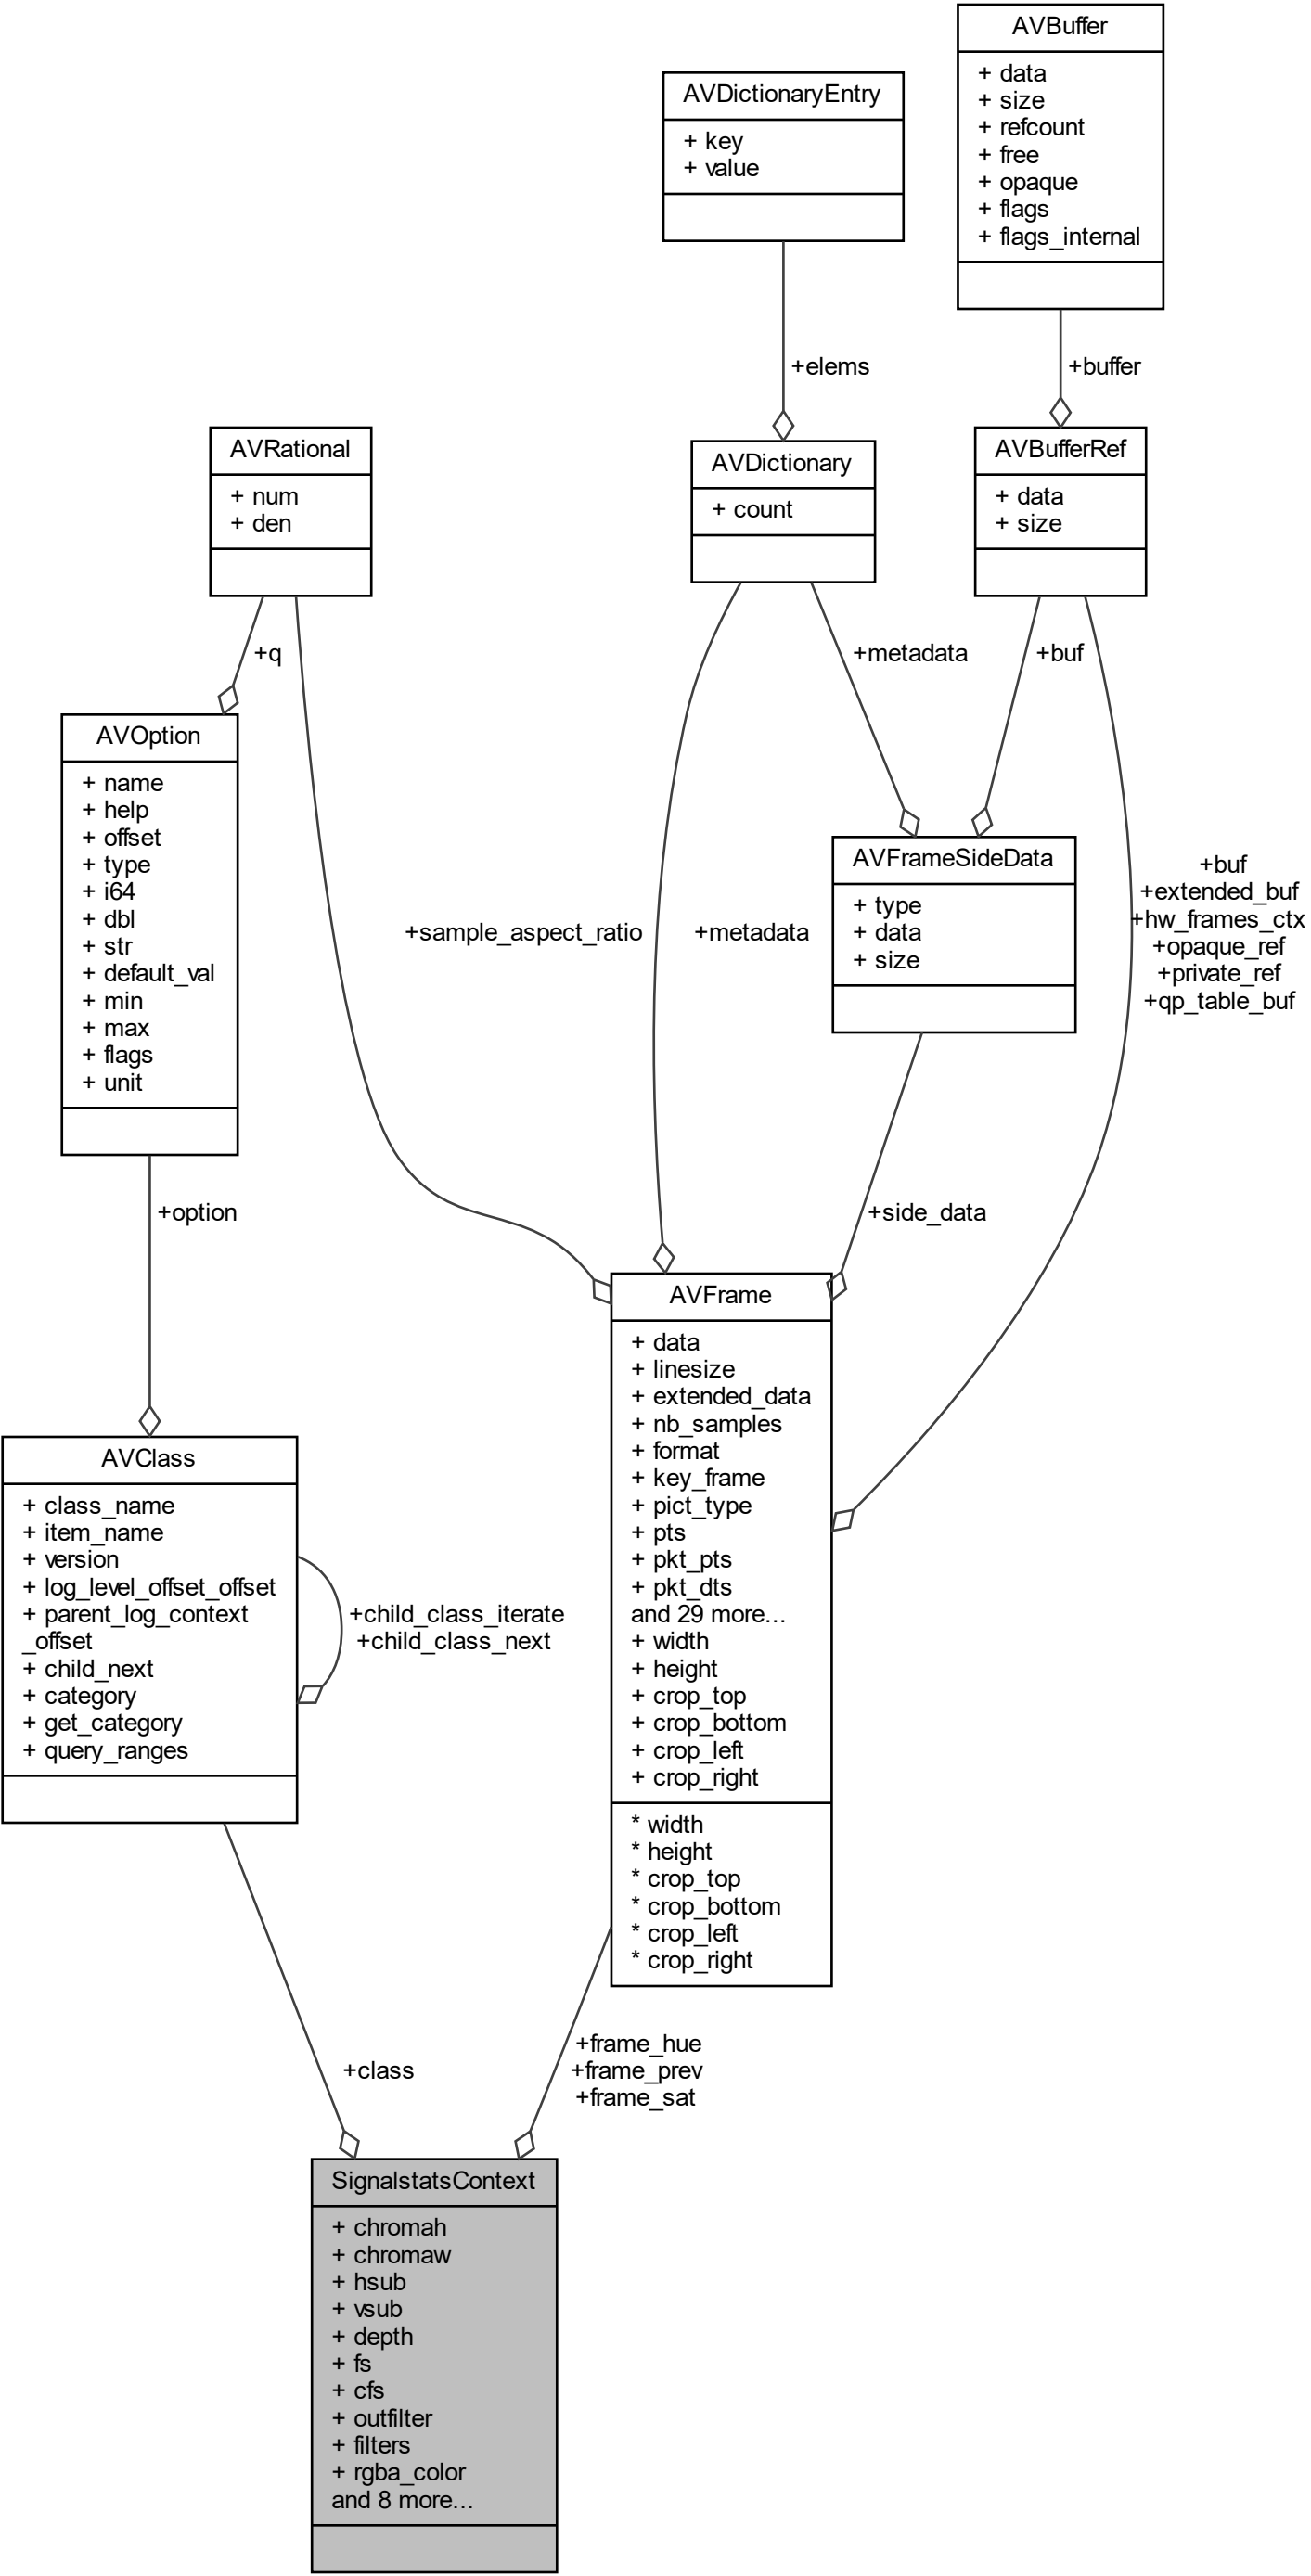 AVBuffer
+ data
+ size
+ refcount
+ free
+ opaque
+ flags
+ flags_internal
AVDictionaryEntry
+ key
+ value
+elems
+buffer
AVRational
+ num
+ den
AVDictionary
+ count
AVBufferRef
+ data
+ size
+q
+metadata
+buf
AVOption
+ name
+ help
+ offset
+ type
+ i64
+ dbl
+ str
+ default_val
+ min
+ max
+ flags
+ unit
AVFrameSideData
+ type
+ data
+ size
+sample_aspect_ratio
+metadata
+buf
+extended_buf
+hw_frames_ctx
+opaque_ref
+private_ref
+qp_table_buf
+option
+side_data
AVFrame
+ data
+ linesize
+ extended_data
+ nb_samples
+ format
+ key_frame
+ pict_type
+ pts
+ pkt_pts
+ pkt_dts
and 29 more...
+ width
+ height
+ crop_top
+ crop_bottom
+ crop_left
+ crop_right
* width
* height
* crop_top
* crop_bottom
* crop_left
* crop_right
AVClass
+ class_name
+ item_name
+ version
+ log_level_offset_offset
+ parent_log_context
_offset
+ child_next
+ category
+ get_category
+ query_ranges
+child_class_iterate
+child_class_next
+class
+frame_hue
+frame_prev
+frame_sat
SignalstatsContext
+ chromah
+ chromaw
+ hsub
+ vsub
+ depth
+ fs
+ cfs
+ outfilter
+ filters
+ rgba_color
and 8 more...